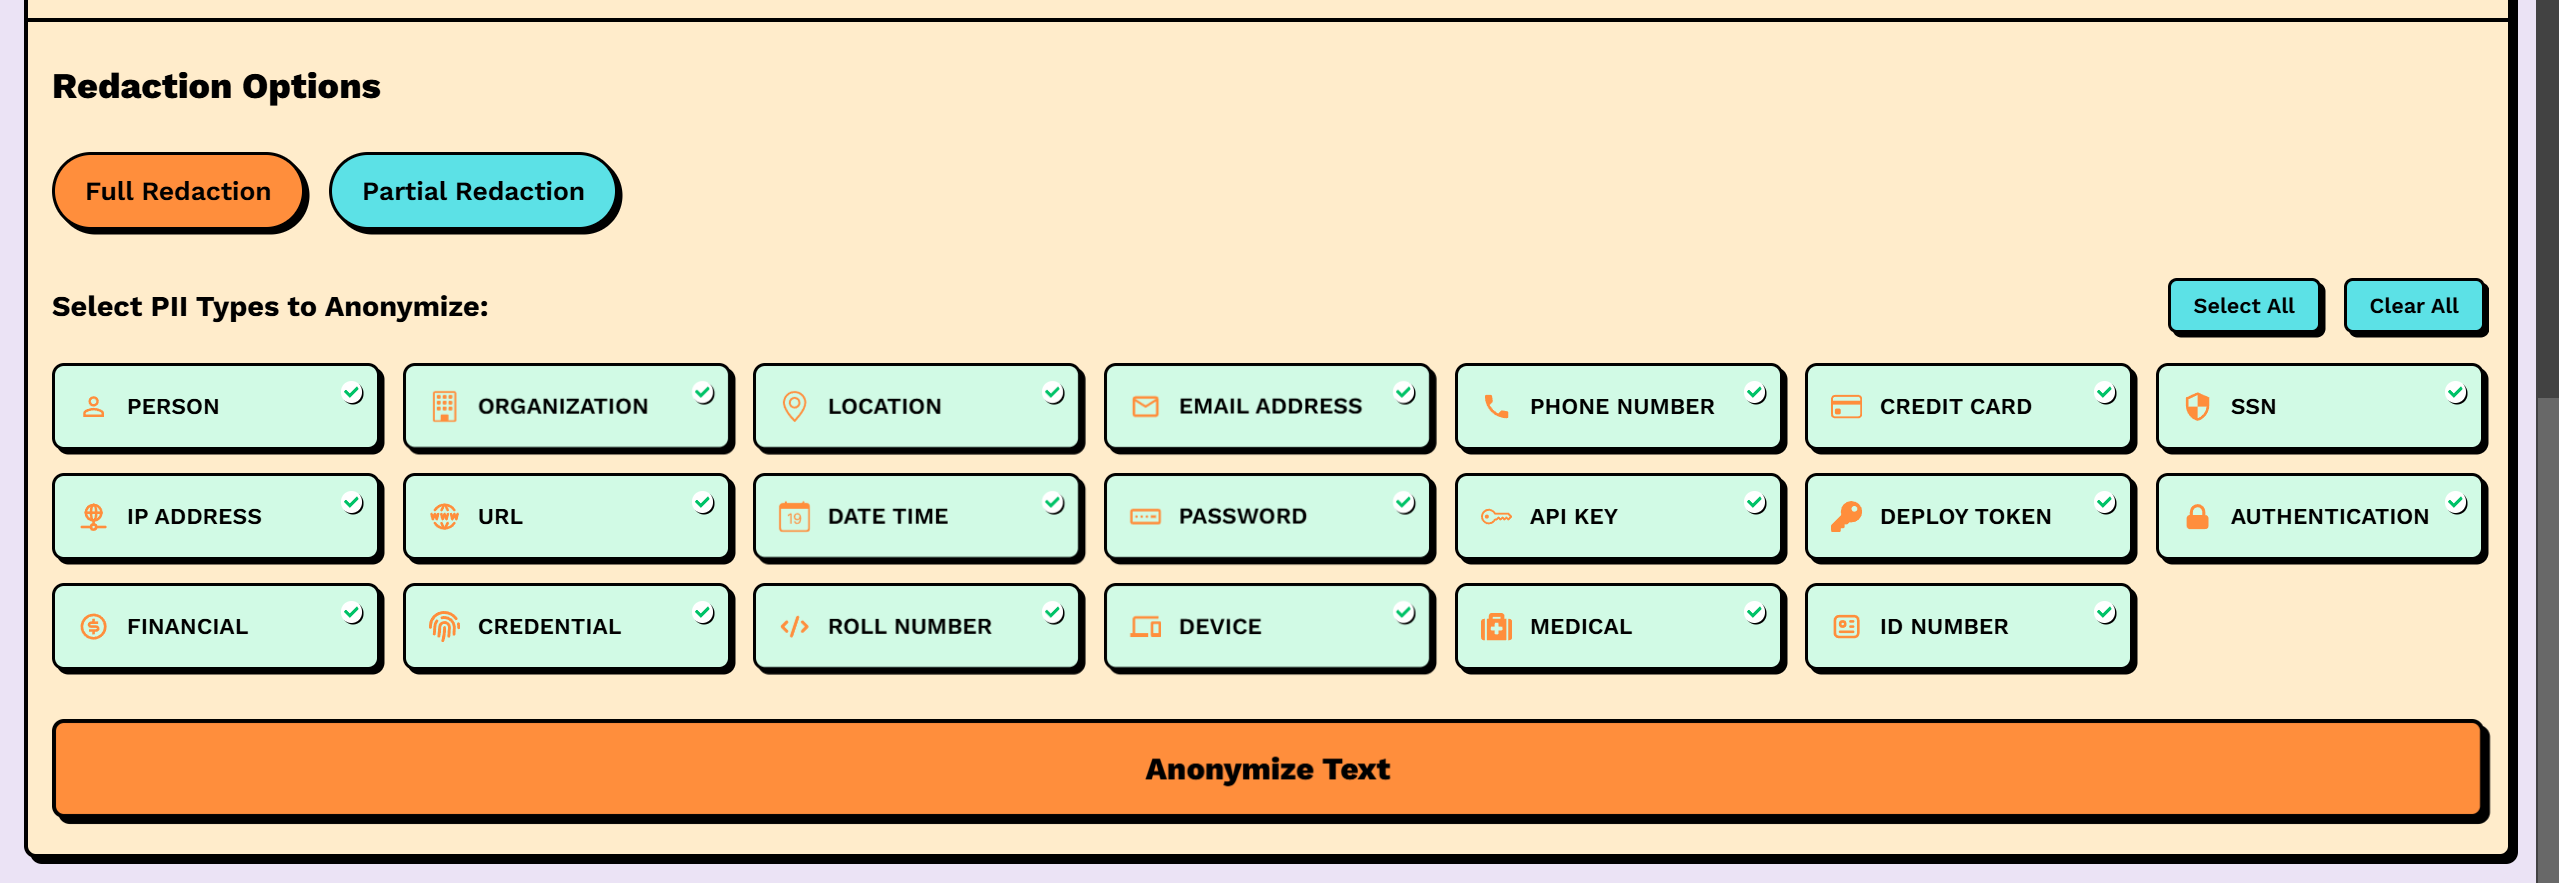 Redaction Options
Full Redaction Partial Redaction
Select PII Types to Anonymize: Select All Clear All
PERSON ORGANIZATION LOCATION EMAIL ADDRESS PHONE NUMBER CREDIT CARD SSN
IP ADDRESS URL 19 DATE TIME PASSWORD API KEY DEPLOY TOKEN AUTHENTICATION
FINANCIAL CREDENTIAL ROLL NUMBER DEVICE MEDICAL ID NUMBER
Anonymize Text